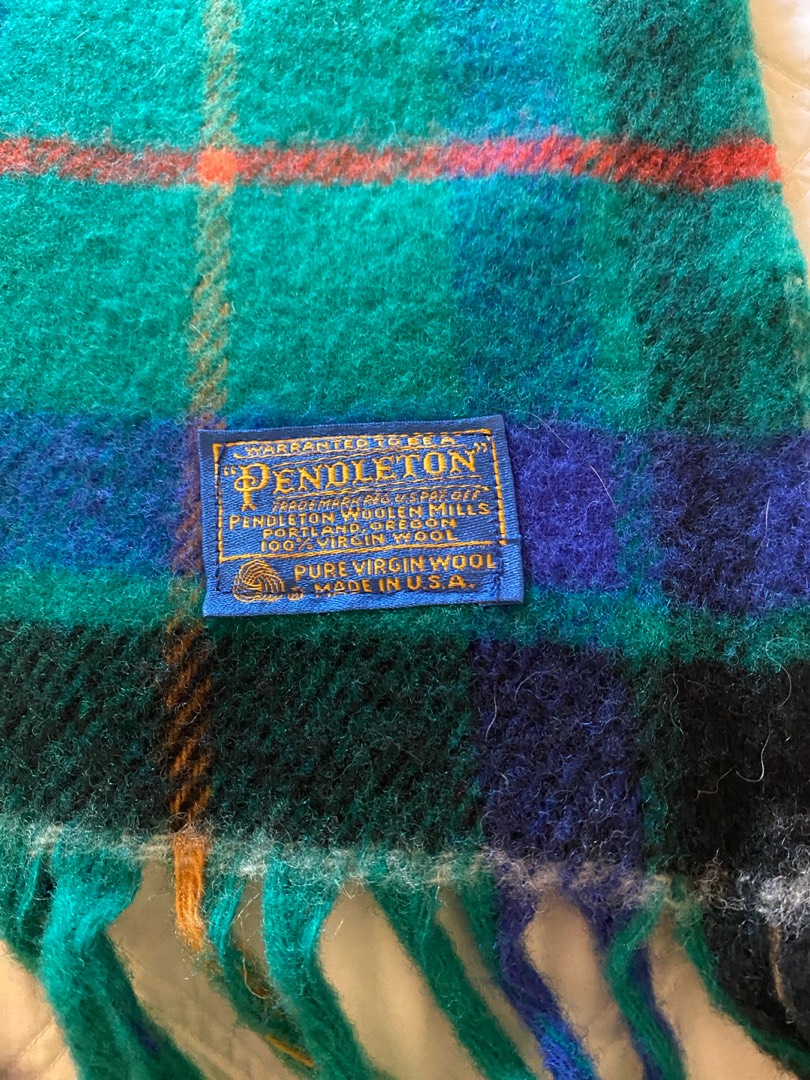 WARRANTED TO BE A
"PENDLETON"
TRADEMARK REG. U.S. PAT. OFF.
PENDLETON WOOLEN MILLS
PORTLAND, OREGON
100% VIRGIN WOOL
PURE VIRGIN WOOL
MADE IN U.S.A.